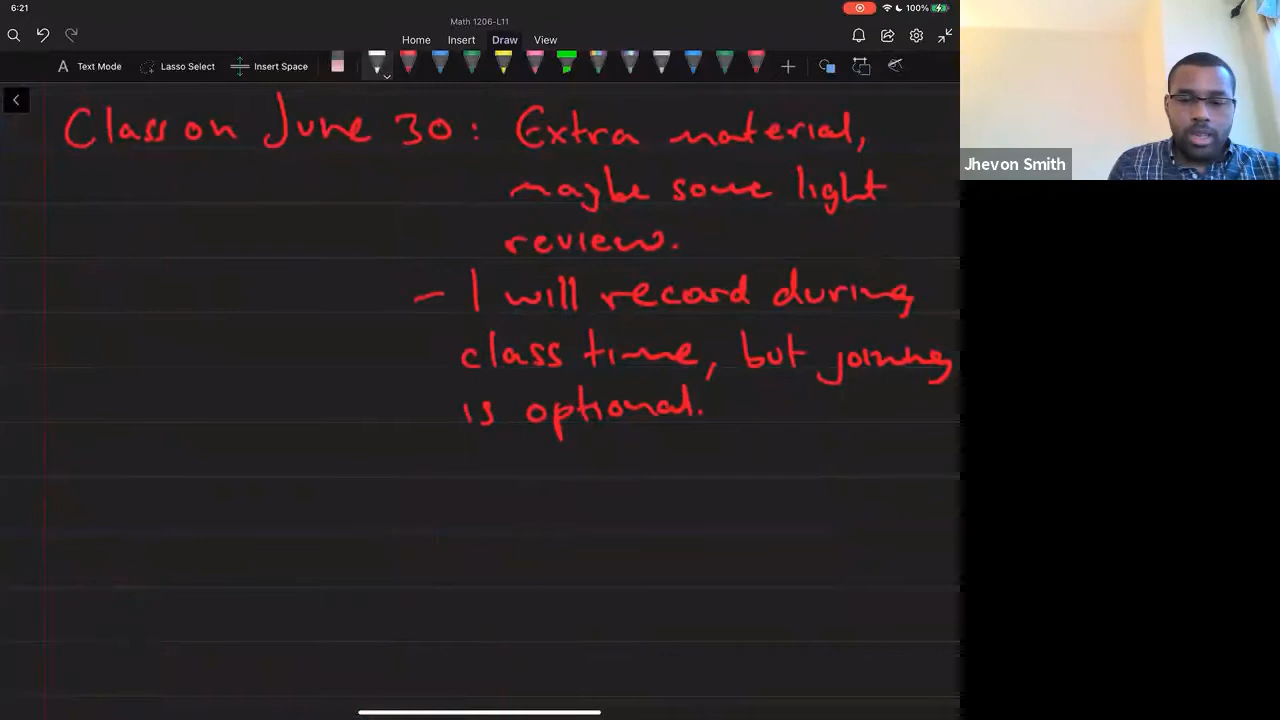 6:21
100%
Math 1206-L11
Home Insert Draw View
Text Mode Lasso Select Insert Space
Class on June 30: Extra material,
maybe some light
review.
- I will record during
class time, but joining
is optional.
Jhevon Smith